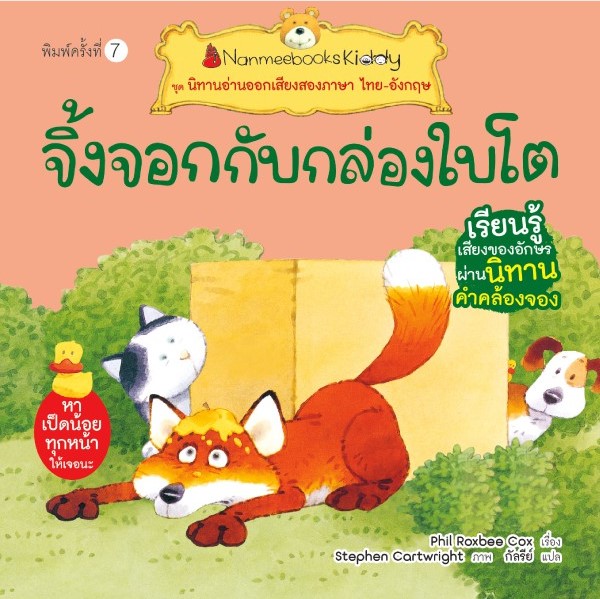 พิมพ์ครั้งที่ 7
Nanmeebooks Kiddy
ชุด นิทานอ่านออกเสียงสองภาษา ไทย-อังกฤษ
จิ้งจอกกับกล่องใบโต
เรียนรู้
เสียงของอักษร
ผ่านนิทาน
คำคล้องจอง
หา
เป็ดน้อย
ทุกหน้า
ให้เจอนะ
Phil Roxbee Cox เรื่อง
Stephen Cartwright ภาพ กัลรีย์ แปล